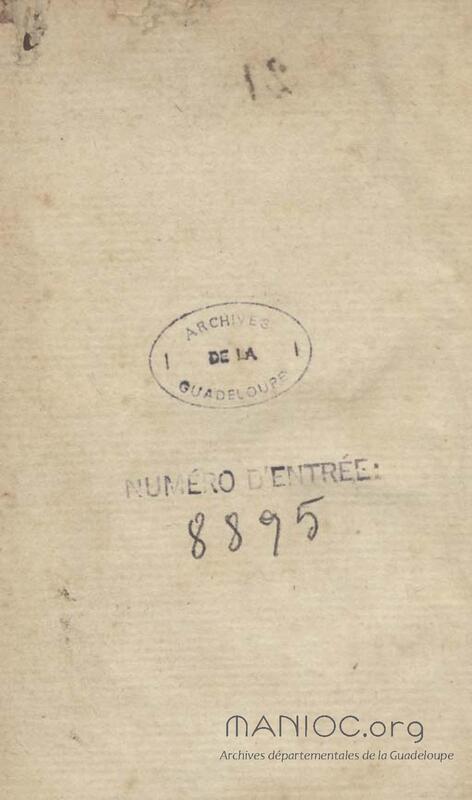 ARCHIVES
DE LA
GUADELOUPE
NUMÉRO D'ENTRÉE:
8895
MANIOC.org
Archives départementales de la Guadeloupe